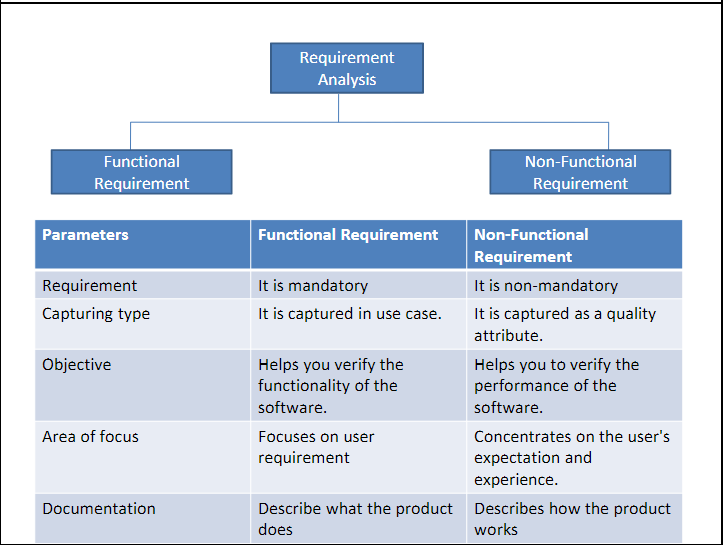 Requirement
Analysis
Functional
Requirement
Non-Functional
Requirement
Parameters
Functional Requirement
Non-Functional
Requirement
Requirement
It is mandatory
It is non-mandatory
Capturing type
It is captured in use case.
It is captured as a quality
attribute.
Objective
Helps you verify the
functionality of the
software.
Helps you to verify the
performance of the
software.
Area of focus
Focuses on user
requirement
Concentrates on the user's
expectation and
experience.
Documentation
Describe what the product
does
Describes how the product
works